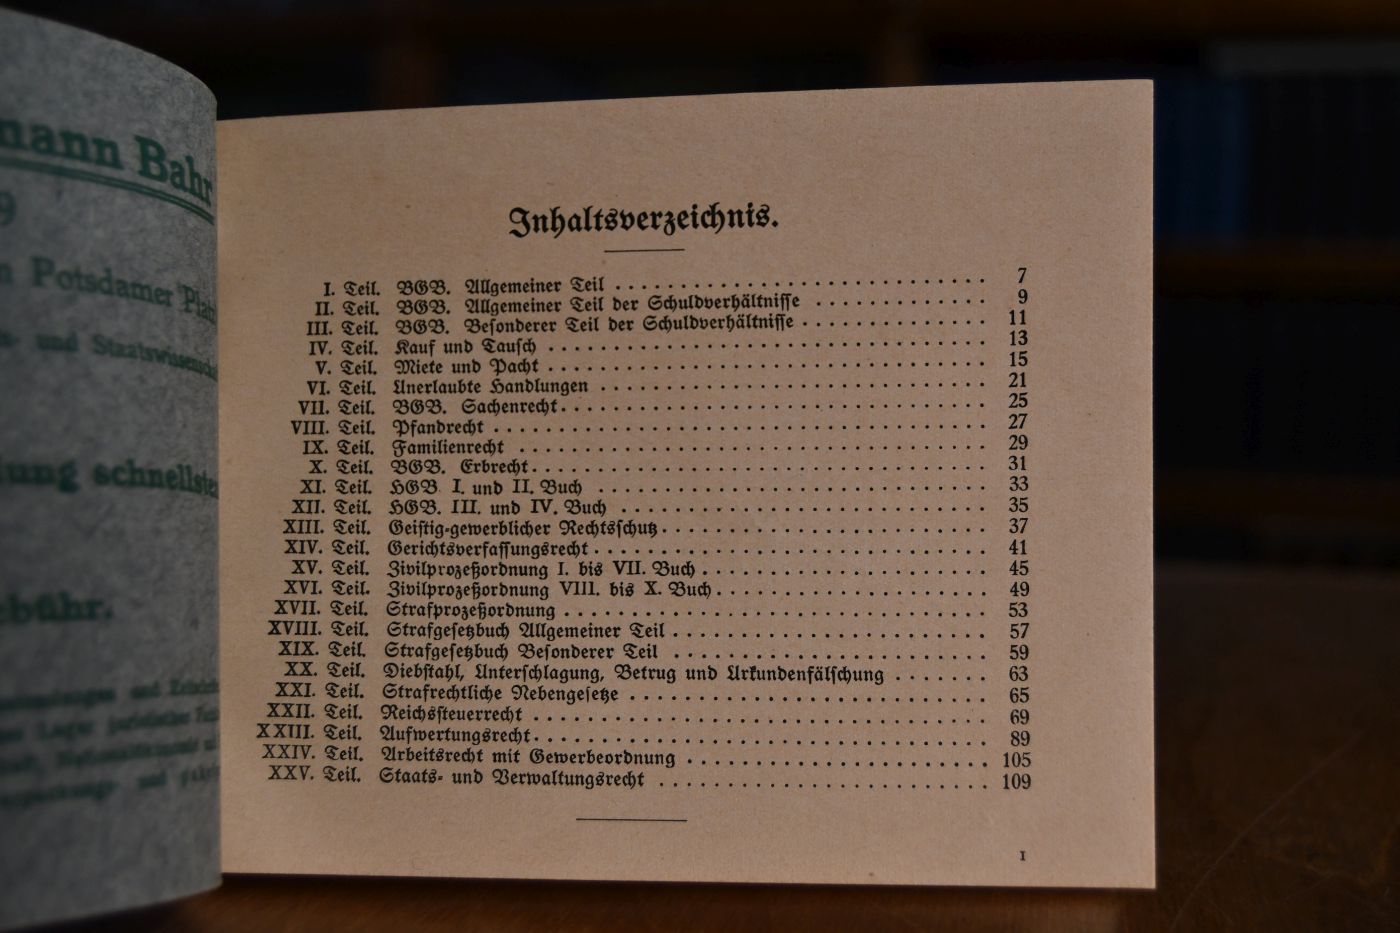 mann Bahr
9
n Potsdamer Platz
s- und Staatswissensch
lung schnellstens
ebühr.
Inhaltsverzeichnis.
I. Teil. BGB. Allgemeiner Teil . . . . . . . . . . . . . . . . . . . . . . 7
II. Teil. BGB. Allgemeiner Teil der Schuldverhältnisse . . . . . . . . . . 9
III. Teil. BGB. Besonderer Teil der Schuldverhältnisse . . . . . . . . . . . 11
IV. Teil. Kauf und Tausch . . . . . . . . . . . . . . . . . . . . . . . . 13
V. Teil. Miete und Pacht . . . . . . . . . . . . . . . . . . . . . . . . 15
VI. Teil. Unerlaubte Handlungen . . . . . . . . . . . . . . . . . . . . . 21
VII. Teil. BGB. Sachenrecht . . . . . . . . . . . . . . . . . . . . . . . 25
VIII. Teil. Pfandrecht . . . . . . . . . . . . . . . . . . . . . . . . . . 27
IX. Teil. Familienrecht . . . . . . . . . . . . . . . . . . . . . . . . . 29
X. Teil. BGB. Erbrecht . . . . . . . . . . . . . . . . . . . . . . . . . 31
XI. Teil. HGB I. und II. Buch . . . . . . . . . . . . . . . . . . . . . 33
XII. Teil. HGB. III. und IV. Buch . . . . . . . . . . . . . . . . . . . . 35
XIII. Teil. Geistig-gewerblicher Rechtsschutz . . . . . . . . . . . . . . . . . 37
XIV. Teil. Gerichtsverfassungsrecht . . . . . . . . . . . . . . . . . . . . . 41
XV. Teil. Zivilprozeßordnung I. bis VII. Buch . . . . . . . . . . . . . . . 45
XVI. Teil. Zivilprozeßordnung VIII. bis X. Buch . . . . . . . . . . . . . . . 49
XVII. Teil. Strafprozeßordnung . . . . . . . . . . . . . . . . . . . . . . . 53
XVIII. Teil. Strafgesetzbuch Allgemeiner Teil . . . . . . . . . . . . . . . . . 57
XIX. Teil. Strafgesetzbuch Besonderer Teil . . . . . . . . . . . . . . . . . 59
XX. Teil. Diebstahl, Unterschlagung, Betrug und Urkundenfälschung . . . . . . . 63
XXI. Teil. Strafrechtliche Nebengesetze . . . . . . . . . . . . . . . . . . . 65
XXII. Teil. Reichssteuerrecht . . . . . . . . . . . . . . . . . . . . . . . . 69
XXIII. Teil. Aufwertungsrecht . . . . . . . . . . . . . . . . . . . . . . . . 89
XXIV. Teil. Arbeitsrecht mit Gewerbeordnung . . . . . . . . . . . . . . . . 105
XXV. Teil. Staats- und Verwaltungsrecht . . . . . . . . . . . . . . . . . . 109
1